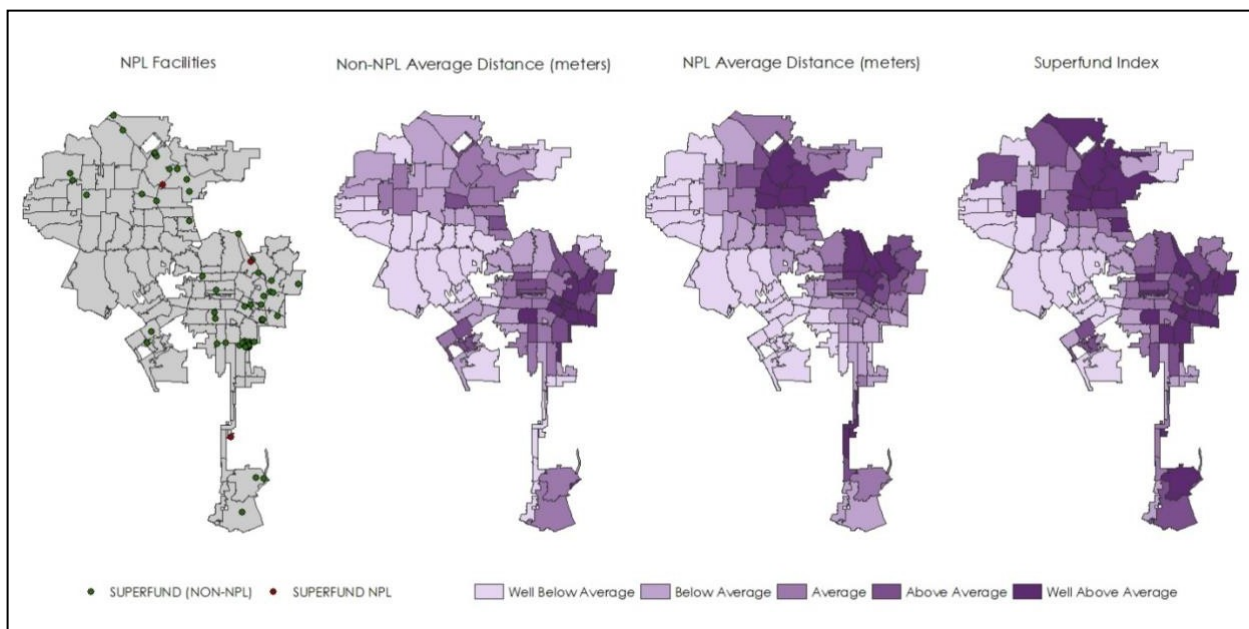 NPL Facilities
Non-NPL Average Distance (meters)
NPL Average Distance (meters)
Superfund Index
SUPERFUND (NON-NPL)
SUPERFUND NPL
Well Below Average
Below Average
Average
Above Average
Well Above Average